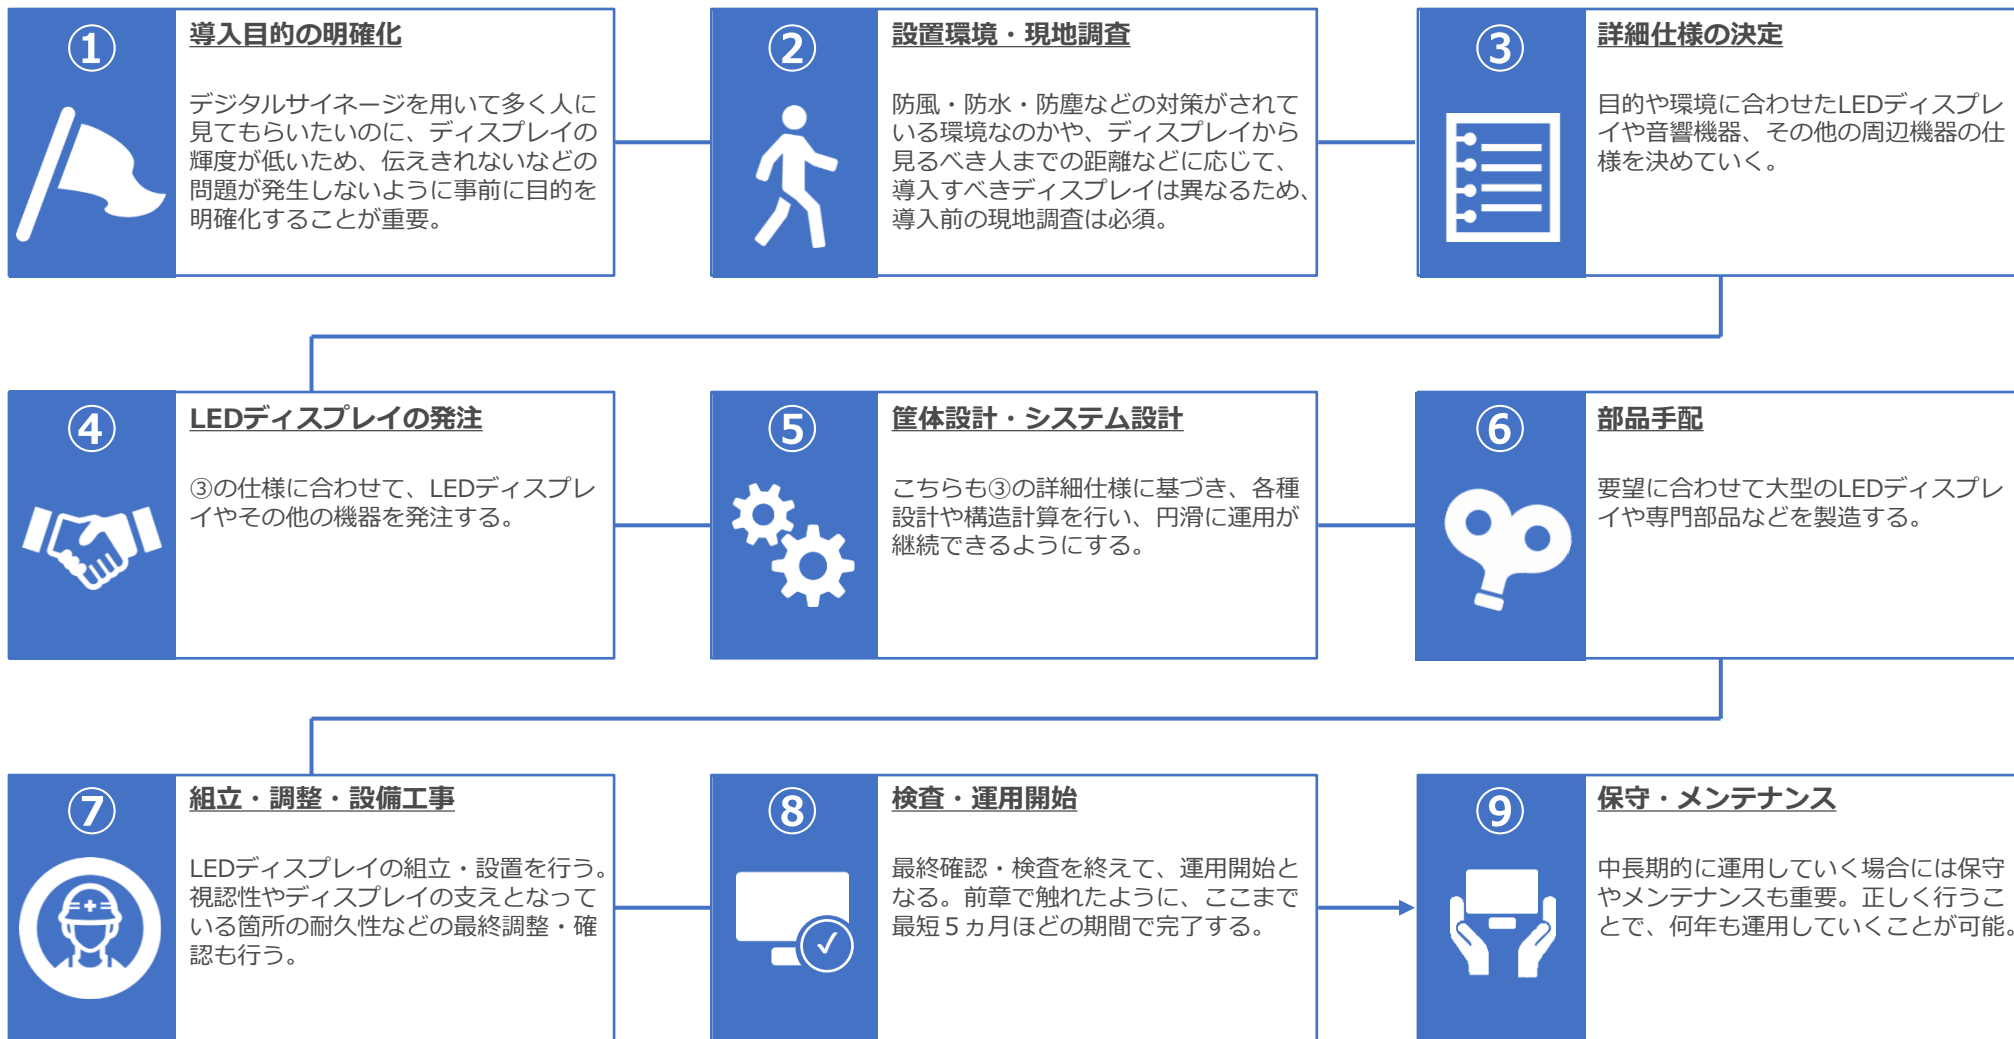 ①
導入目的の明確化
デジタルサイネージを用いて多く人に
見てもらいたいのに、ディスプレイの
輝度が低いため、伝えきれないなどの
問題が発生しないように事前に目的を
明確化することが重要。
②
設置環境・現地調査
防風・防水・防塵などの対策がされて
いる環境なのかや、ディスプレイから
見るべき人までの距離などに応じて、
導入すべきディスプレイは異なるため、
導入前の現地調査は必須。
③
詳細仕様の決定
目的や環境に合わせたLEDディスプレ
イや音響機器、その他の周辺機器の仕
様を決めていく。
④
LEDディスプレイの発注
③の仕様に合わせて、LEDディスプレ
イやその他の機器を発注する。
⑤
筐体設計・システム設計
こちらも③の詳細仕様に基づき、各種
設計や構造計算を行い、円滑に運用が
継続できるようにする。
⑥
部品手配
要望に合わせて大型のLEDディスプレ
イや専門部品などを製造する。
⑦
組立・調整・設備工事
LEDディスプレイの組立・設置を行う。
視認性やディスプレイの支えとなって
いる箇所の耐久性などの最終調整・確
認も行う。
⑧
検査・運用開始
最終確認・検査を終えて、運用開始と
なる。前章で触れたように、ここまで
最短５ヵ月ほどの期間で完了する。
⑨
保守・メンテナンス
中長期的に運用していく場合には保守
やメンテナンスも重要。正しく行うこ
とで、何年も運用していくことが可能。